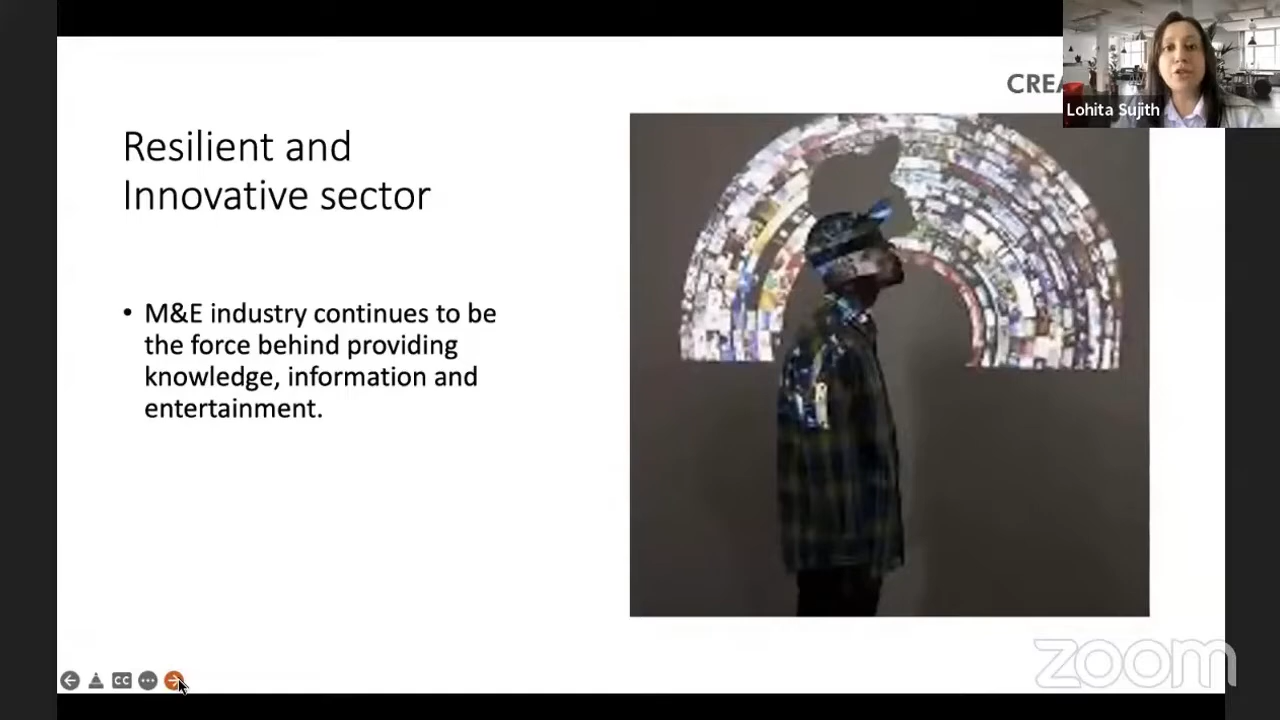 CREA
Lohita Sujith
Resilient and
Innovative sector
• M&E industry continues to be
the force behind providing
knowledge, information and
entertainment.
CC
zoom